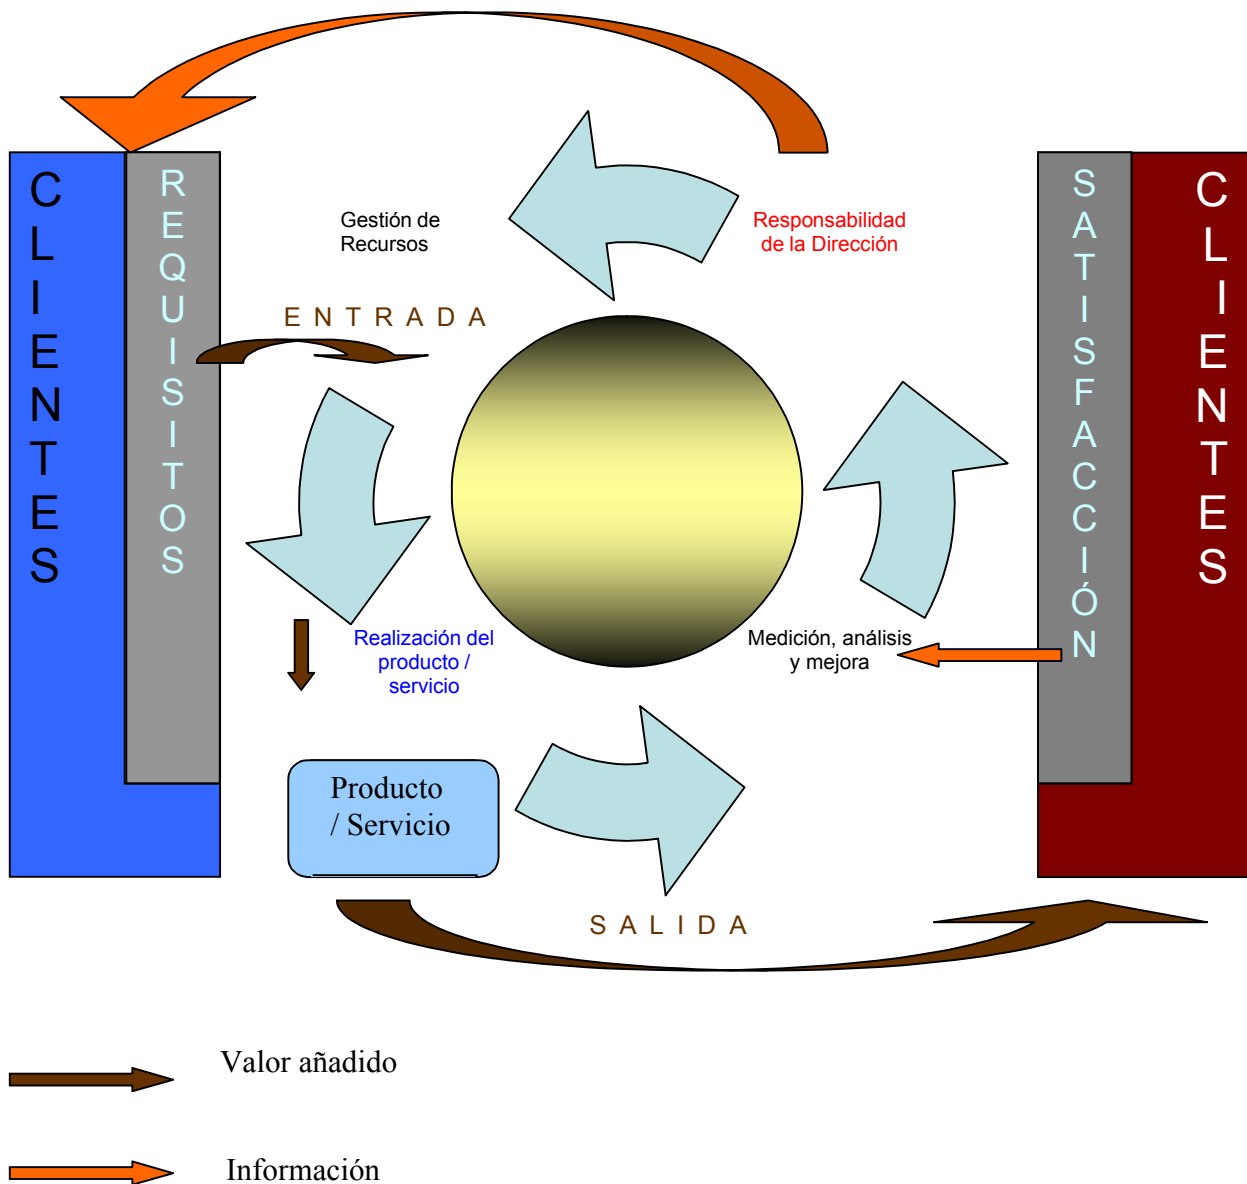 CLIENTES
REQUISITOS
Gestión de
Recursos
Responsabilidad
de la Dirección
SATISFACCIÓN
CLIENTES
ENTRADA
Realización del
producto /
servicio
Medición, análisis
y mejora
Producto
/ Servicio
SALIDA
Valor añadido
Información